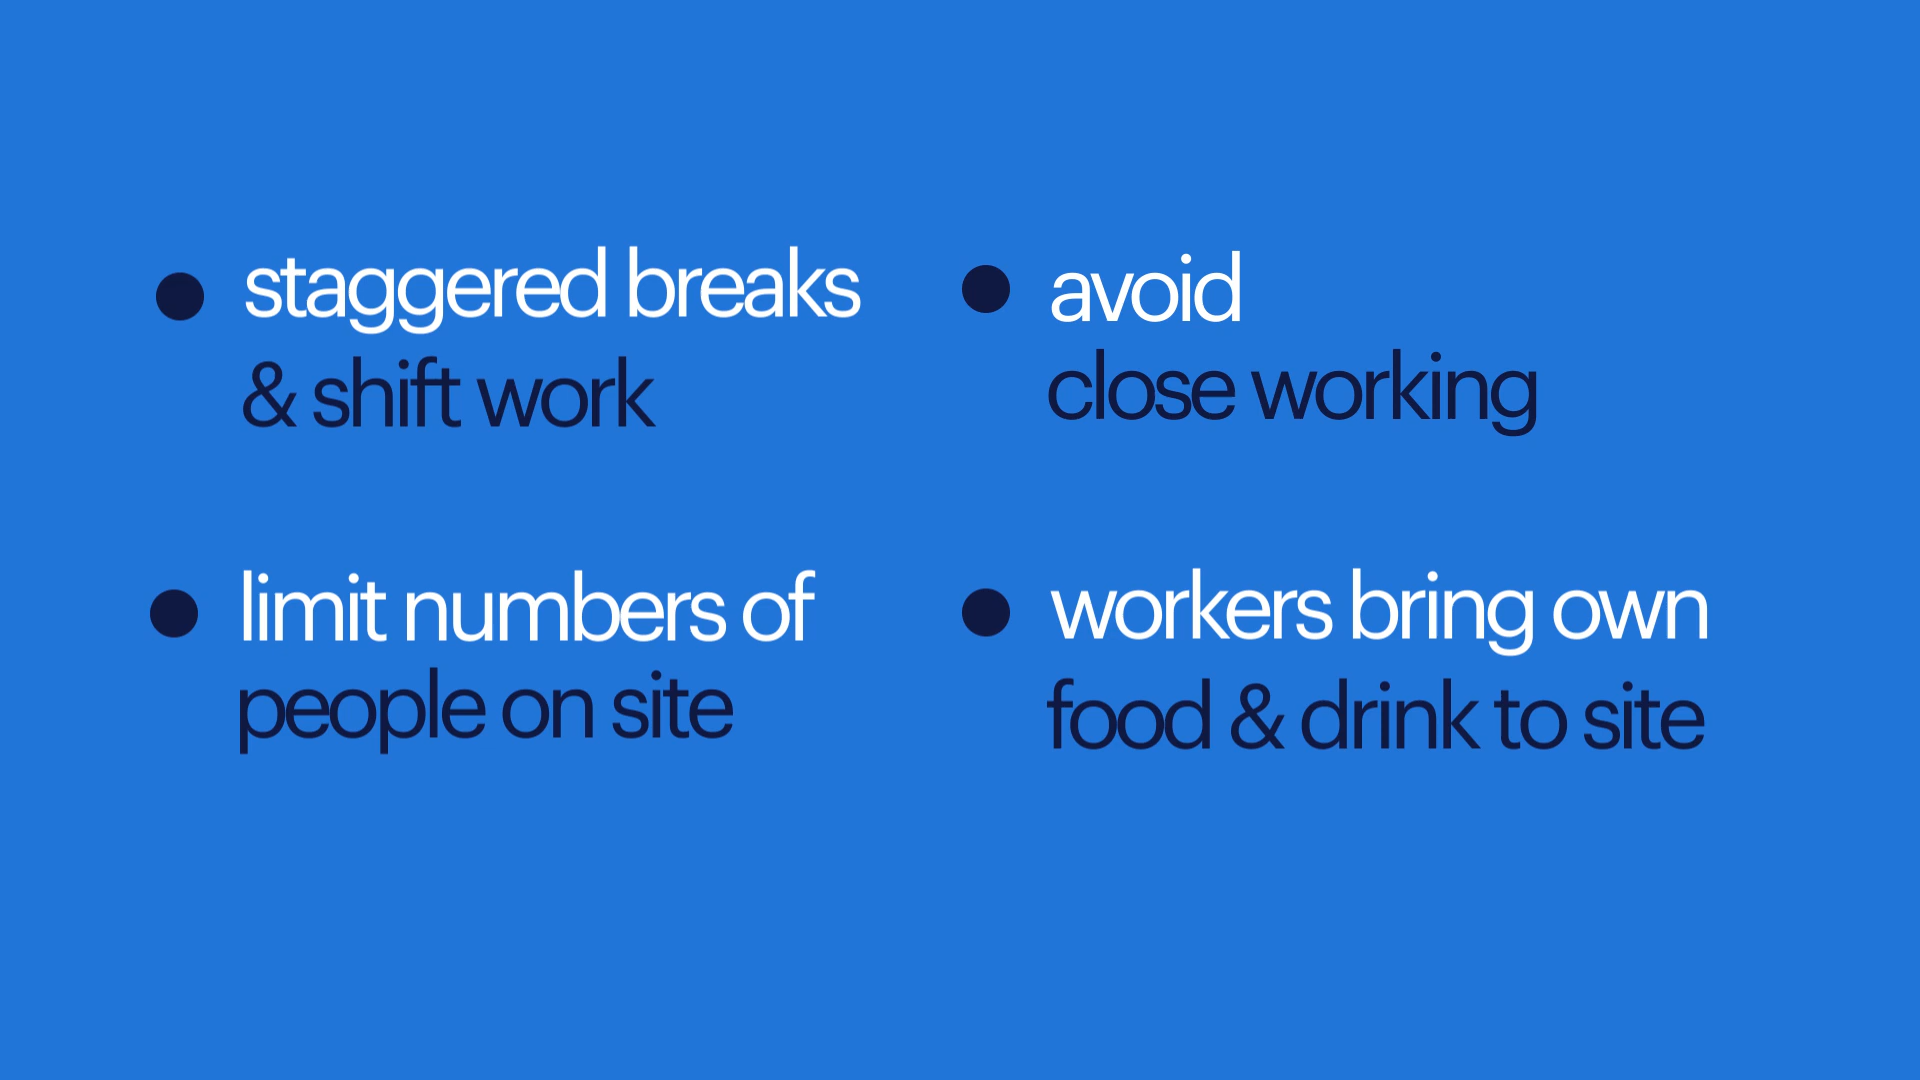 staggered breaks
& shift work
avoid
close working
limit numbers of
people on site
workers bring own
food & drink to site